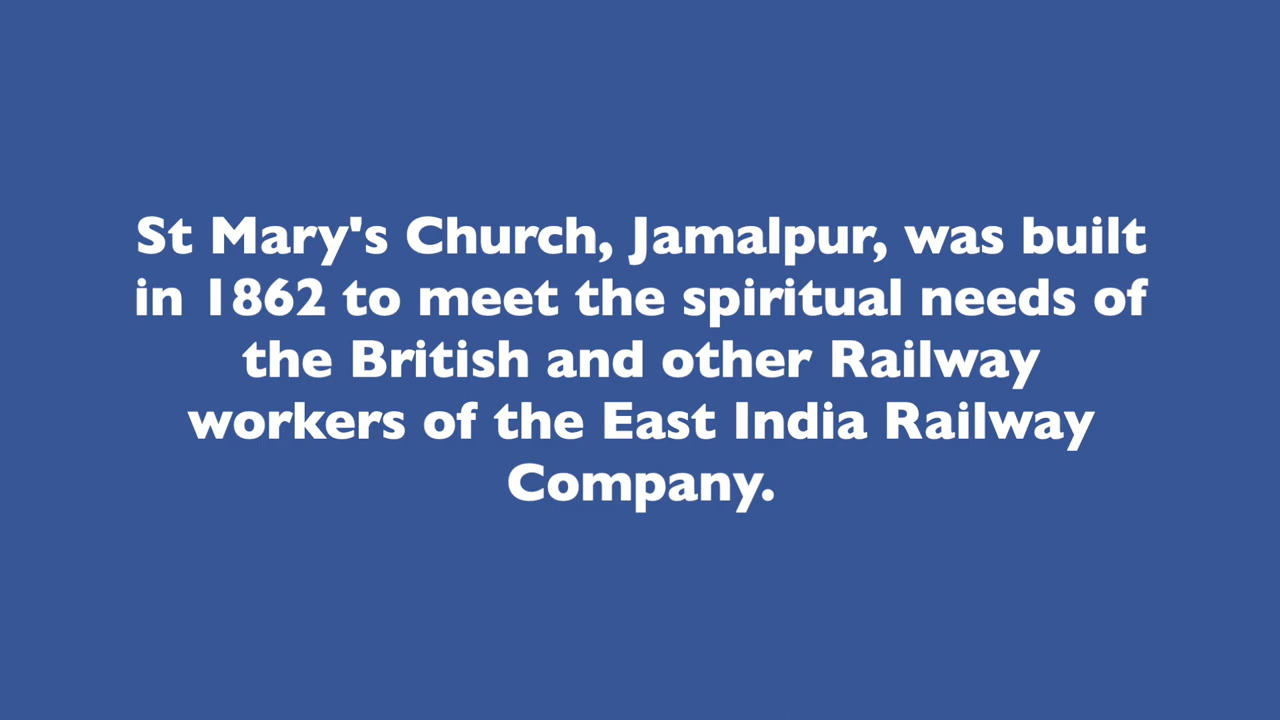 St Mary's Church, Jamalpur, was built
in 1862 to meet the spiritual needs of
the British and other Railway
workers of the East India Railway
Company.